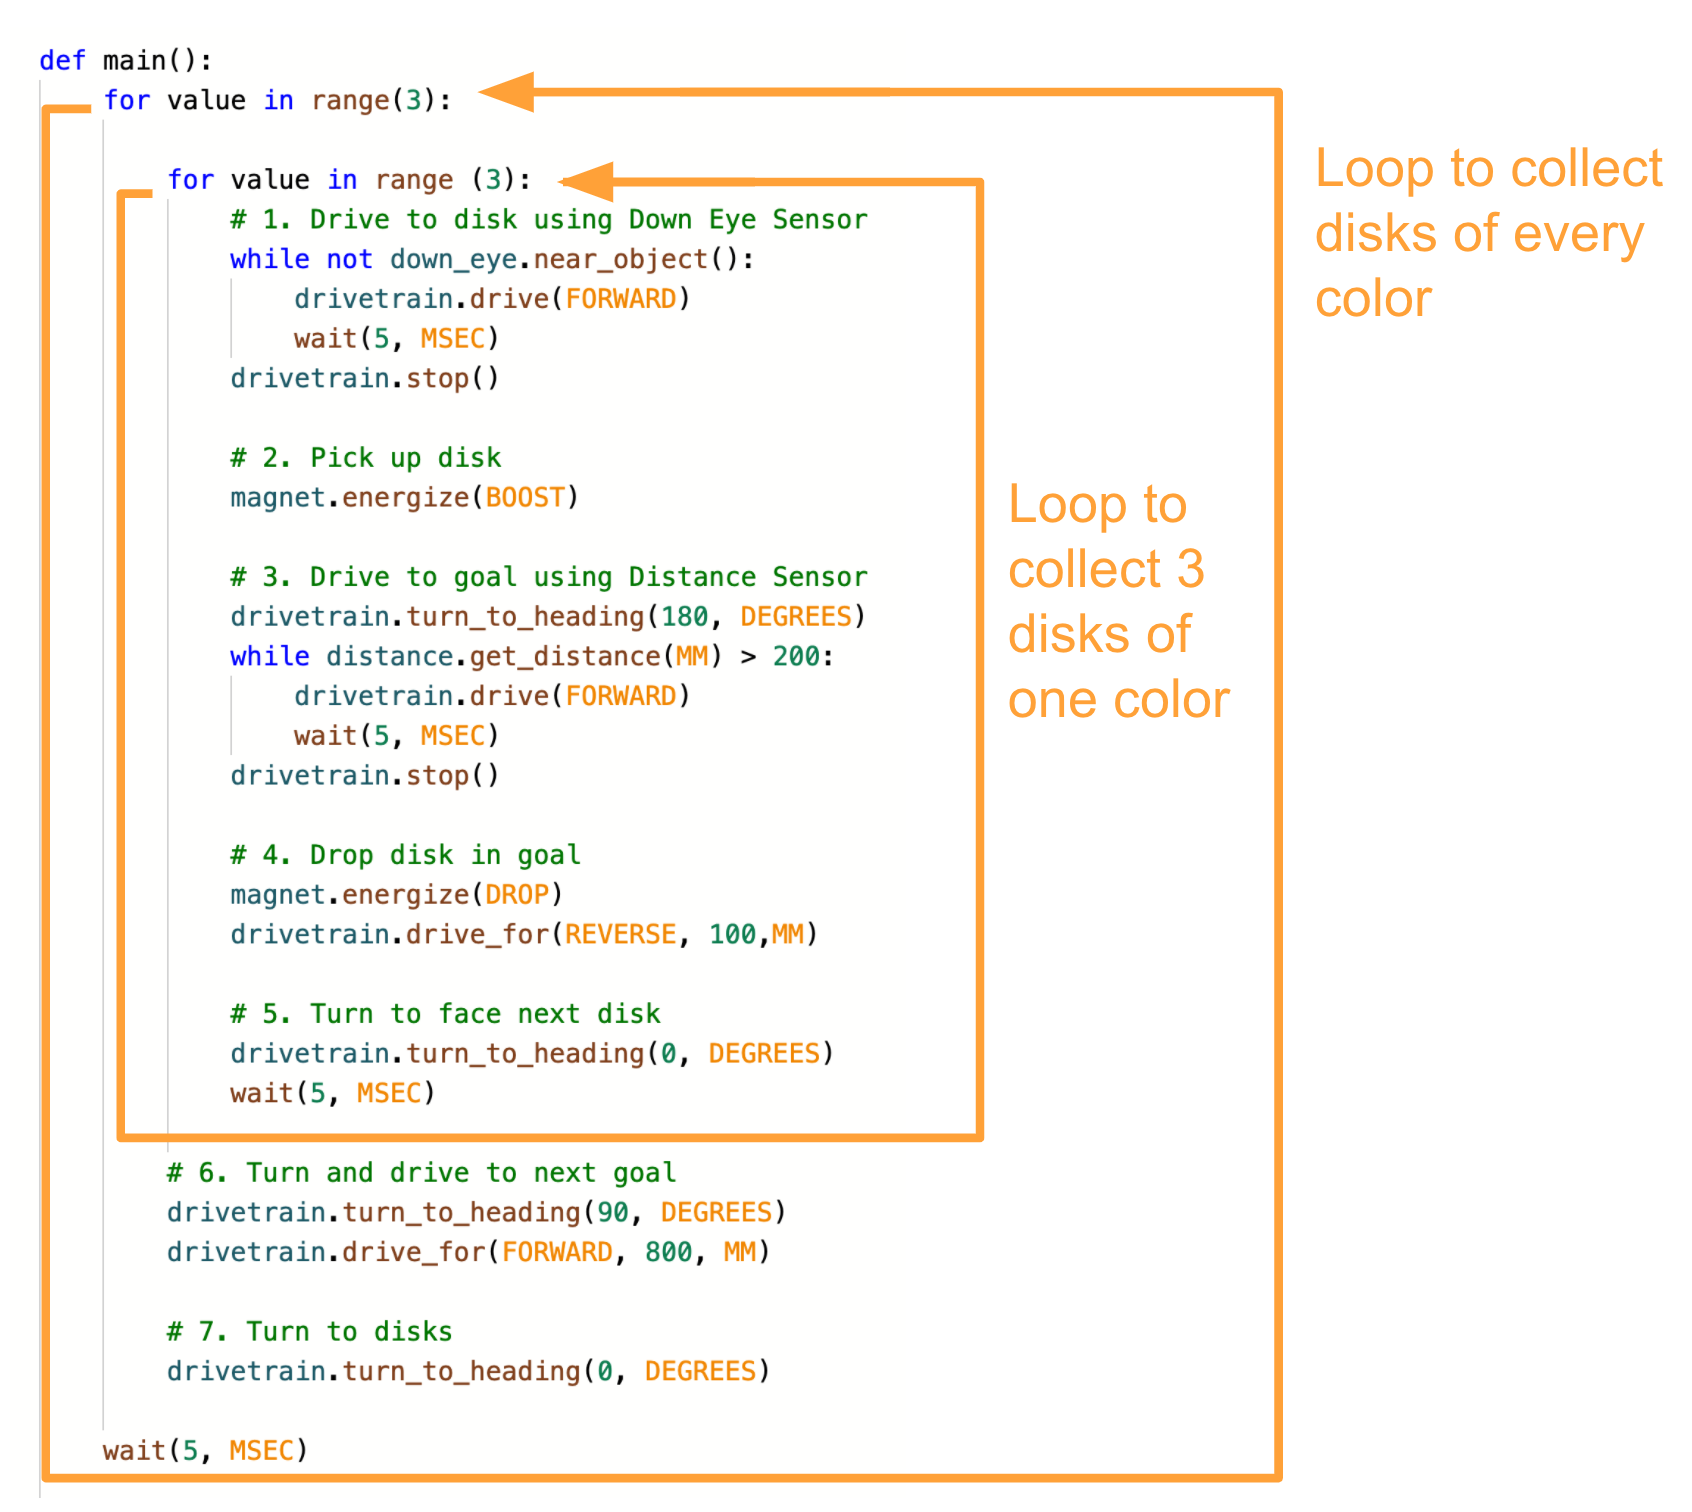 def main():
    for value in range(3):
        for value in range (3):
            # 1. Drive to disk using Down Eye Sensor
            while not down_eye.near_object():
                drivetrain.drive(FORWARD)
                wait(5, MSEC)
            drivetrain.stop()
            # 2. Pick up disk
            magnet.energize(BOOST)
            # 3. Drive to goal using Distance Sensor
            drivetrain.turn_to_heading(180, DEGREES)
            while distance.get_distance(MM) > 200:
                drivetrain.drive(FORWARD)
                wait(5, MSEC)
            drivetrain.stop()
            # 4. Drop disk in goal
            magnet.energize(DROP)
            drivetrain.drive_for(REVERSE, 100,MM)
            # 5. Turn to face next disk
            drivetrain.turn_to_heading(0, DEGREES)
            wait(5, MSEC)
        # 6. Turn and drive to next goal
        drivetrain.turn_to_heading(90, DEGREES)
        drivetrain.drive_for(FORWARD, 800, MM)
        # 7. Turn to disks
        drivetrain.turn_to_heading(0, DEGREES)
    wait(5, MSEC)
Loop to
collect 3
disks of
one color
Loop to collect
disks of every
color